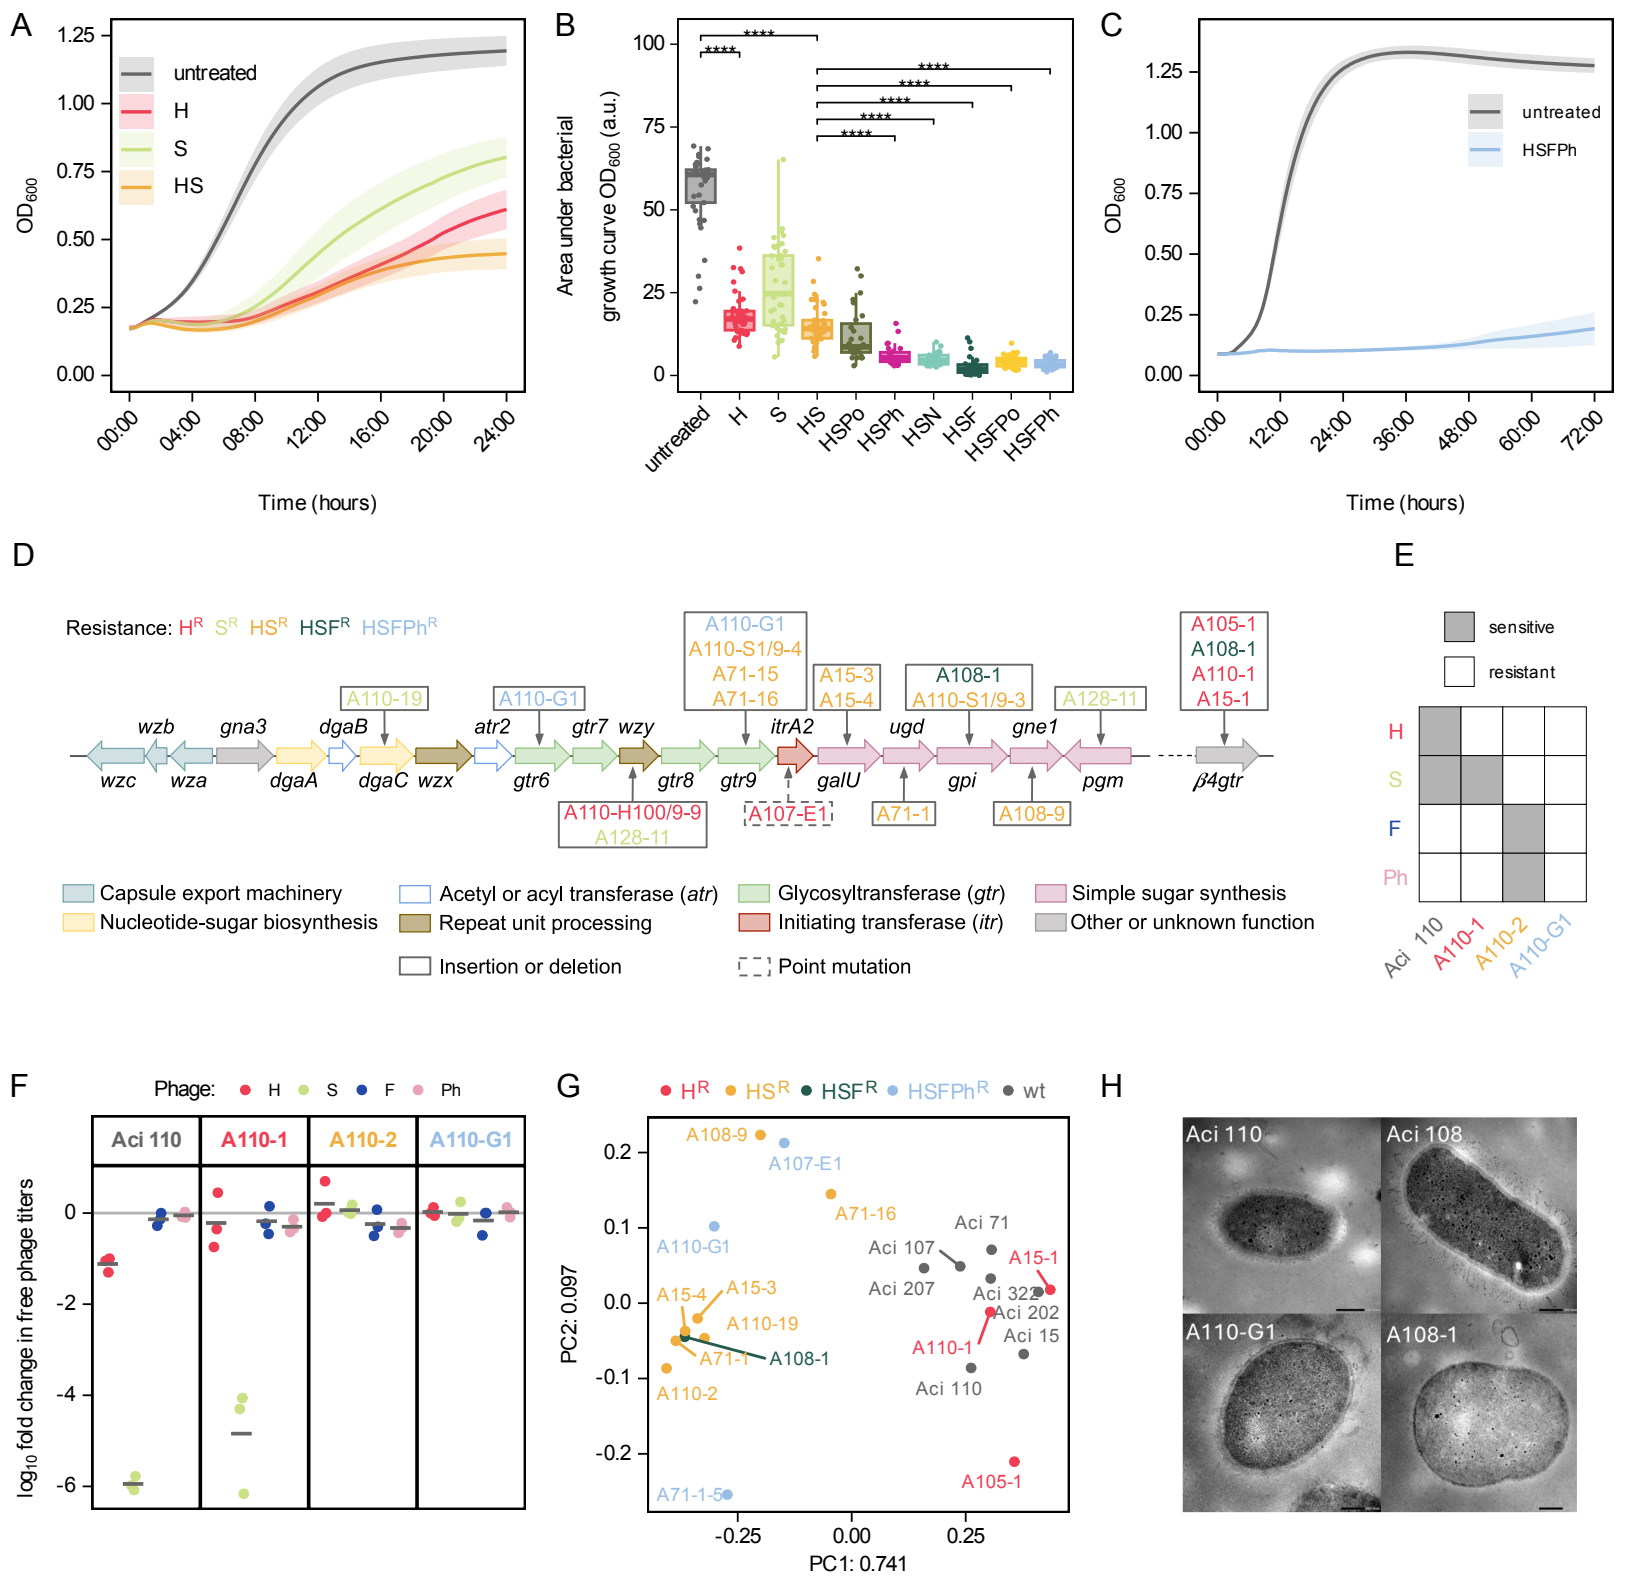 A
1.25
1.00
0.75
0.50
0.25
0.00
OD600
untreated
H
S
HS
00:00
04:00
08:00
12:00
16:00
20:00
24:00
Time (hours)
B
100
75
50
25
0
Area under bacterial
growth curve OD600 (a.u.)
****
****
****
****
****
****
****
untreated
H
S
HS
HSPo
HSPh
HSN
HSF
HSFPo
HSFPh
C
1.25
1.00
0.75
0.50
0.25
0.00
OD600
untreated
HSFPh
00:00
12:00
24:00
36:00
48:00
60:00
72:00
Time (hours)
D
Resistance: HR SR HSR HSFR HSFPhR
A110-G1
A110-S1/9-4
A71-15
A71-16
A105-1
A108-1
A110-1
A15-1
A110-19
A110-G1
A15-3
A15-4
A108-1
A110-S1/9-3
A128-11
wzb
gna3
dgaB
atr2
gtr7
wzy
itrA2
ugd
gne1
wzc
wza
dgaA
dgaC
wzx
gtr6
gtr8
gtr9
galU
gpi
pgm
β4gtr
A110-H100/9-9
A128-11
A107-E1
A71-1
A108-9
Capsule export machinery
Acetyl or acyl transferase (atr)
Glycosyltransferase (gtr)
Simple sugar synthesis
Nucleotide-sugar biosynthesis
Repeat unit processing
Initiating transferase (itr)
Other or unknown function
Insertion or deletion
Point mutation
E
sensitive
resistant
H
S
F
Ph
Aci 110
A110-1
A110-2
A110-G1
F
Phage: H S F Ph
Aci 110
A110-1
A110-2
A110-G1
0
-2
-4
-6
log10 fold change in free phage titers
G
HR HSR HSFR HSFPhR wt
0.2
0.1
0.0
-0.1
-0.2
PC2: 0.097
A108-9
A107-E1
A71-16
A110-G1
Aci 71
Aci 107
A15-1
Aci 207
A15-3
A15-4
Aci 322
Aci 202
A110-19
Aci 15
A110-1
A71-1
A108-1
A110-2
Aci 110
A105-1
A71-1-5
-0.25
0.00
0.25
PC1: 0.741
H
Aci 110
Aci 108
A110-G1
A108-1